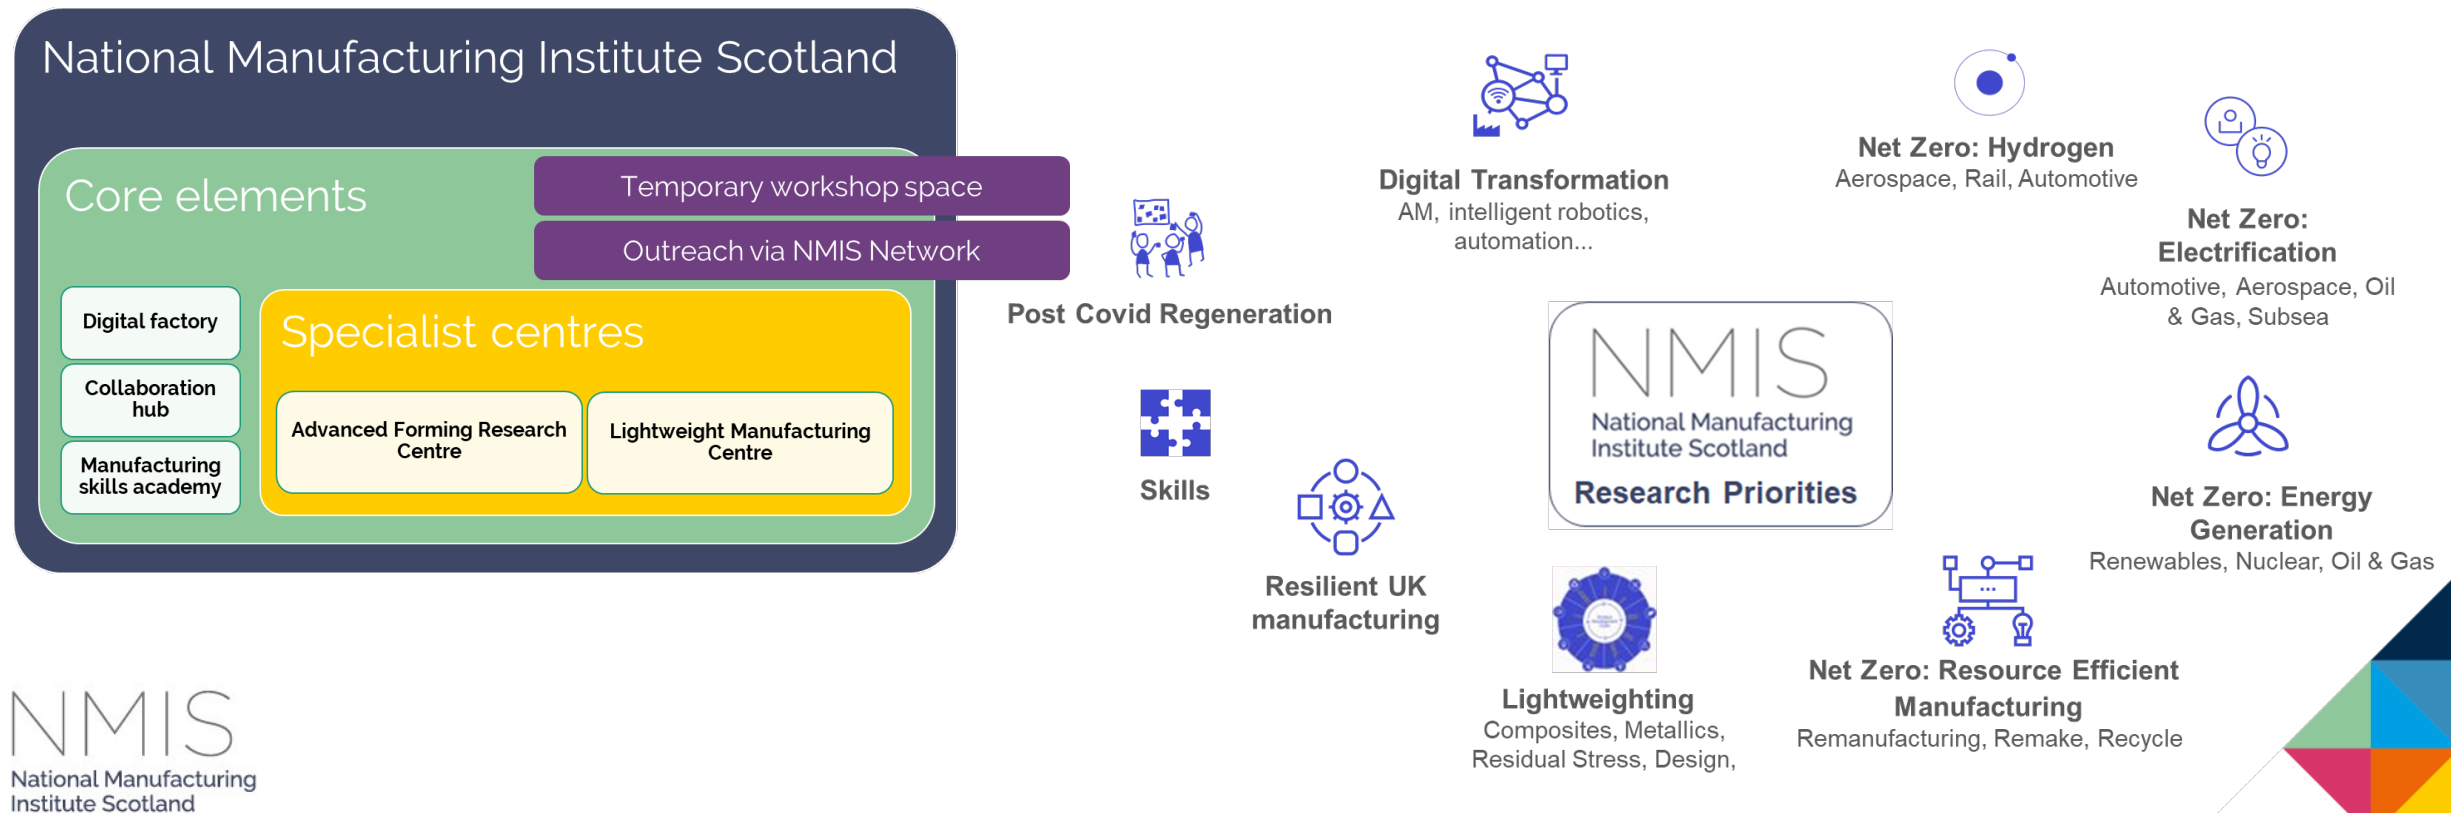 National Manufacturing Institute Scotland
Core elements
Temporary workshop space
Outreach via NMIS Network
Digital factory
Collaboration
hub
Manufacturing
skills academy
Specialist centres
Advanced Forming Research
Centre
Lightweight Manufacturing
Centre
NMIS
National Manufacturing
Institute Scotland
Post Covid Regeneration
Skills
Resilient UK
manufacturing
Digital Transformation
AM, intelligent robotics,
automation...
Net Zero: Hydrogen
Aerospace, Rail, Automotive
Net Zero:
Electrification
Automotive, Aerospace, Oil
& Gas, Subsea
NMIS
National Manufacturing
Institute Scotland
Research Priorities
Net Zero: Energy
Generation
Renewables, Nuclear, Oil & Gas
Lightweighting
Composites, Metallics,
Residual Stress, Design,
Net Zero: Resource Efficient
Manufacturing
Remanufacturing, Remake, Recycle